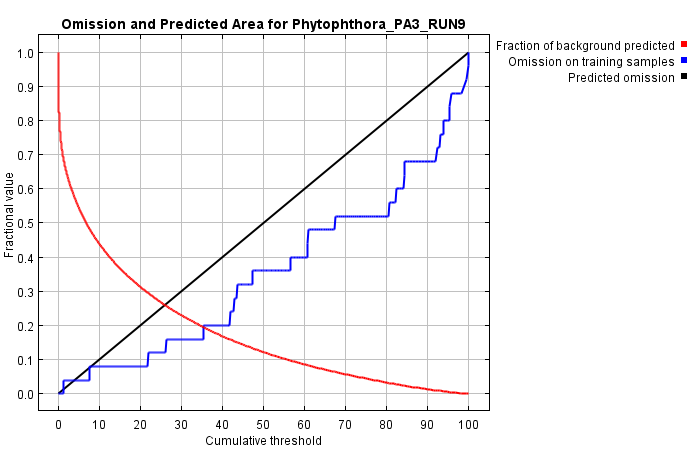 Omission and Predicted Area for Phytophthora_PA3_RUN9
Fraction of background predicted
Omission on training samples
Predicted omission
1.0
0.9
0.8
0.7
0.6
0.5
0.4
0.3
0.2
0.1
0.0
Fractional value
0 10 20 30 40 50 60 70 80 90 100
Cumulative threshold